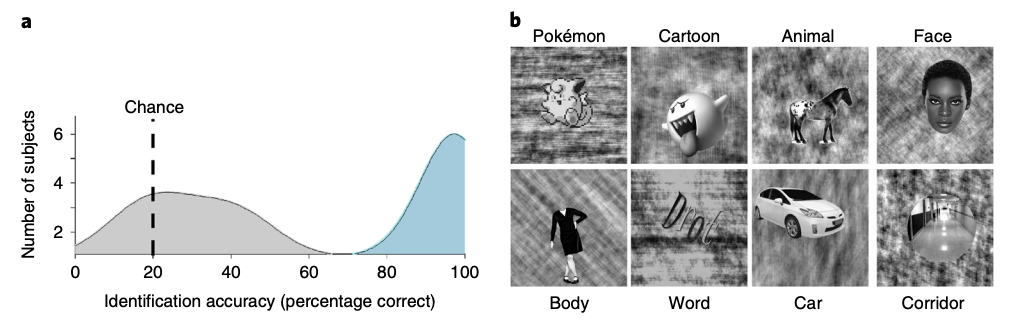 a
Chance
Number of subjects
6
4
2
0
20
40
60
80
100
Identification accuracy (percentage correct)
b
Pokémon
Cartoon
Animal
Face
Body
Word
Car
Corridor